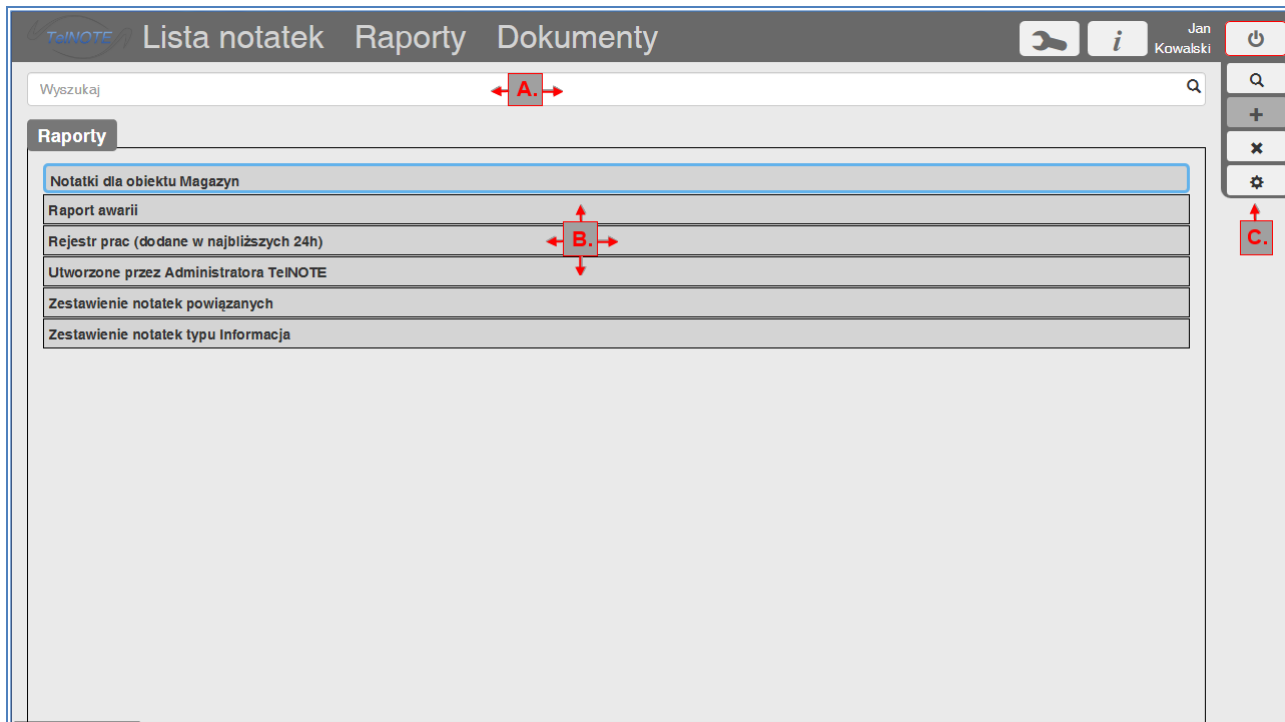 TelNOTE Lista notatek Raporty Dokumenty i Jan
Kowalski
Wyszukaj A.
Raporty
Notatki dla obiektu Magazyn
Raport awarii
Rejestr prac (dodane w najbliższych 24h) B. C.
Utworzone przez Administratora TelNOTE
Zestawienie notatek powiązanych
Zestawienie notatek typu Informacja